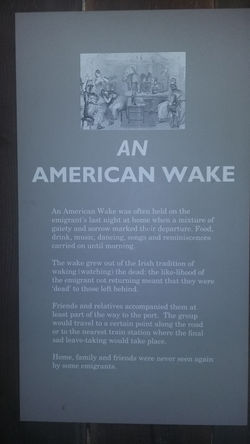 AN
AMERICAN WAKE
An American Wake was often held on the
emigrant's last night at home when a mixture of
gaiety and sorrow marked their departure. Food,
drink, music, dancing, songs and reminiscences
carried on until morning.
The wake grew out of the Irish tradition of
waking (watching) the dead: the like-lihood of
the emigrant not returning meant that they were
'dead' to those left behind.
Friends and relatives accompanied them at
least part of the way to the port. The group
would travel to a certain point along the road
or to the nearest train station where the final
sad leave-taking would take place.
Home, family and friends were never seen again
by some emigrants.